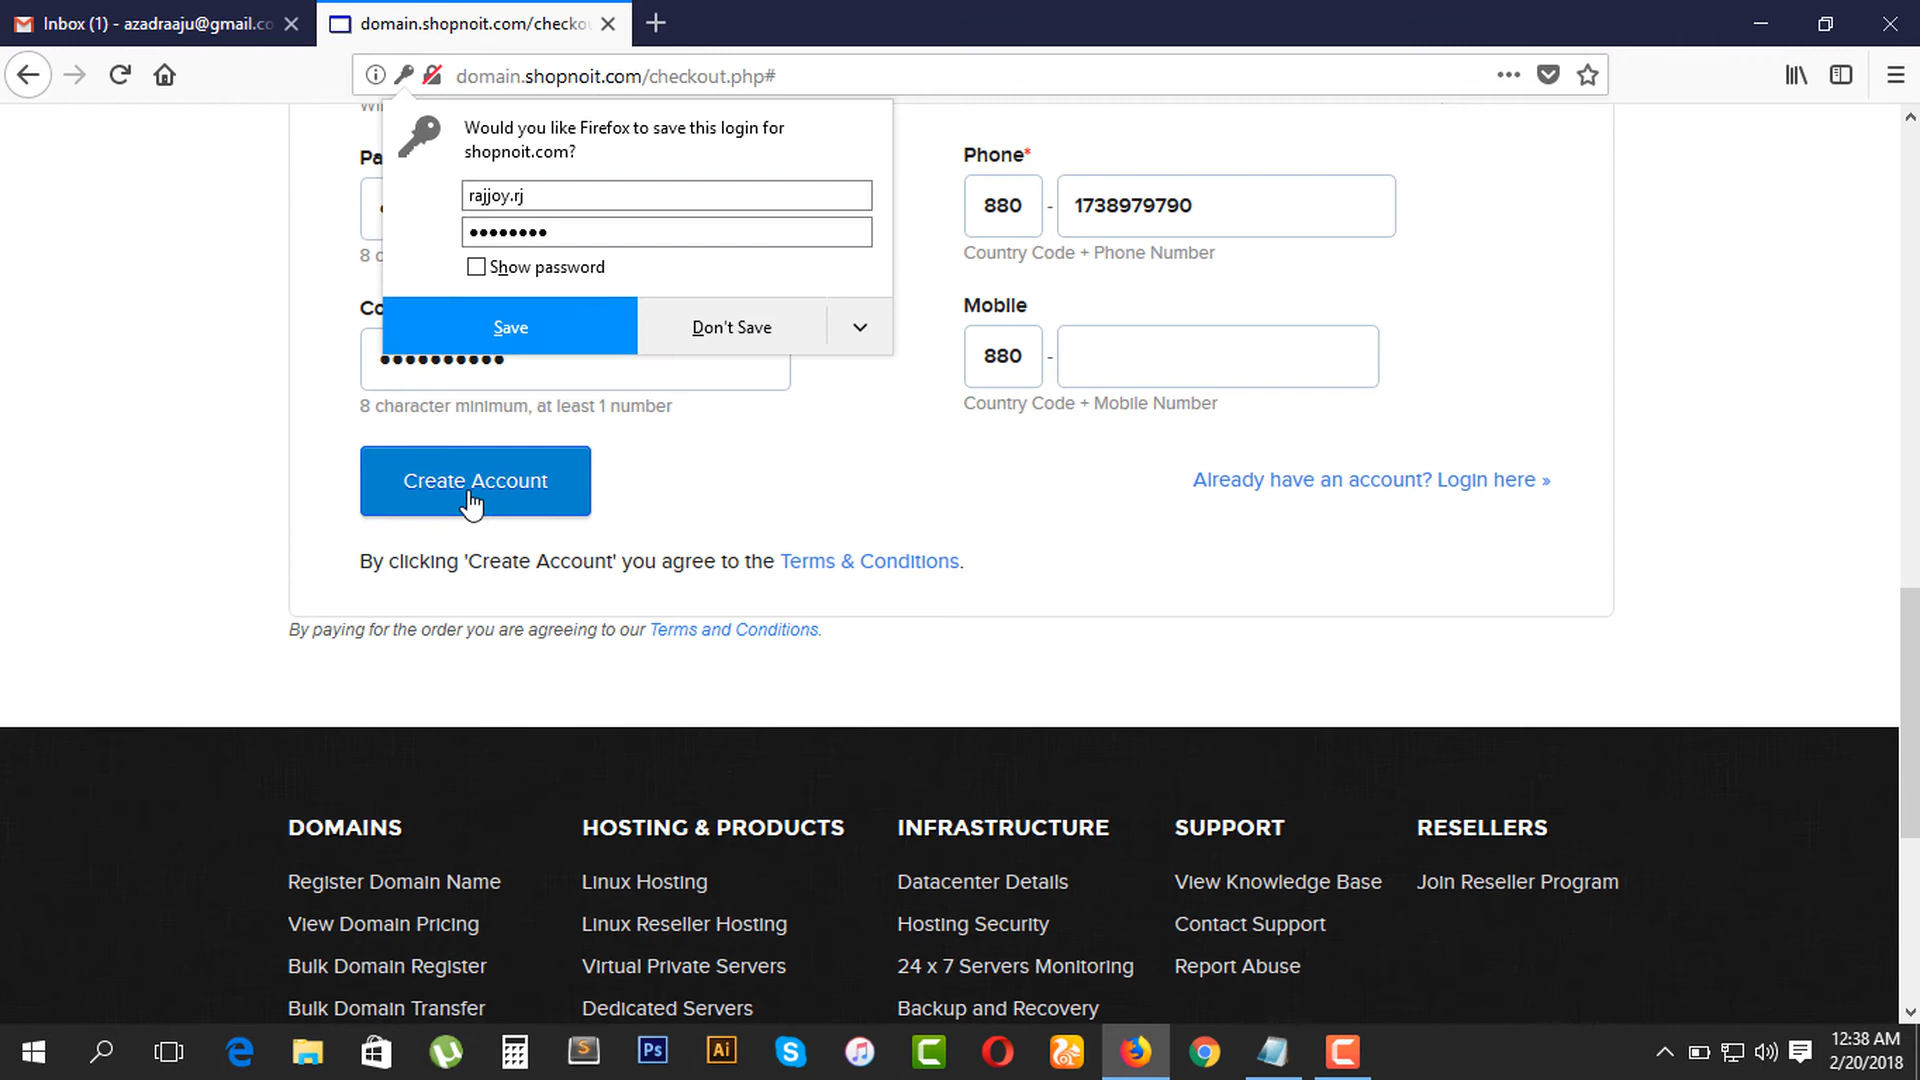 Inbox (1) - azadraaju@gmail.co
domain.shopnoit.com/checko
domain.shopnoit.com/checkout.php#
Would you like Firefox to save this login for
shopnoit.com?
rajjoy.rj
Show password
Save
Don't Save
Pa
8 c
Co
8 character minimum, at least 1 number
Phone*
880 - 1738979790
Country Code + Phone Number
Mobile
880 -
Country Code + Mobile Number
Create Account
Already have an account? Login here »
By clicking 'Create Account' you agree to the Terms & Conditions.
By paying for the order you are agreeing to our Terms and Conditions.
DOMAINS
Register Domain Name
View Domain Pricing
Bulk Domain Register
Bulk Domain Transfer
HOSTING & PRODUCTS
Linux Hosting
Linux Reseller Hosting
Virtual Private Servers
Dedicated Servers
INFRASTRUCTURE
Datacenter Details
Hosting Security
24 x 7 Servers Monitoring
Backup and Recovery
SUPPORT
View Knowledge Base
Contact Support
Report Abuse
RESELLERS
Join Reseller Program
Ps
Ai
12:38 AM
2/20/2018